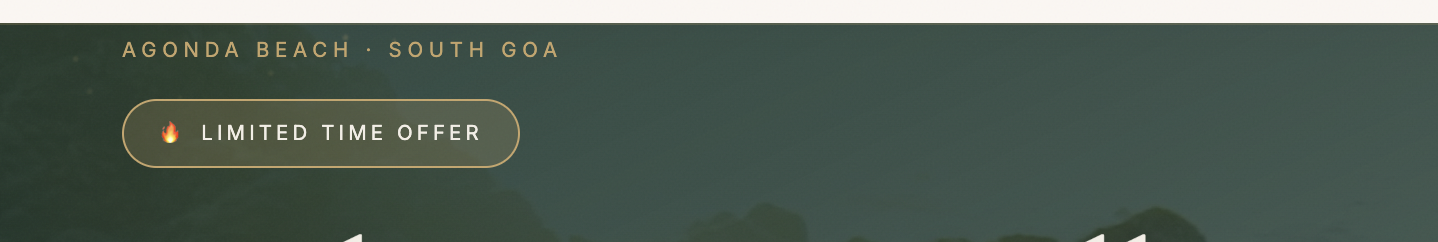 AGONDA BEACH · SOUTH GOA
🔥 LIMITED TIME OFFER